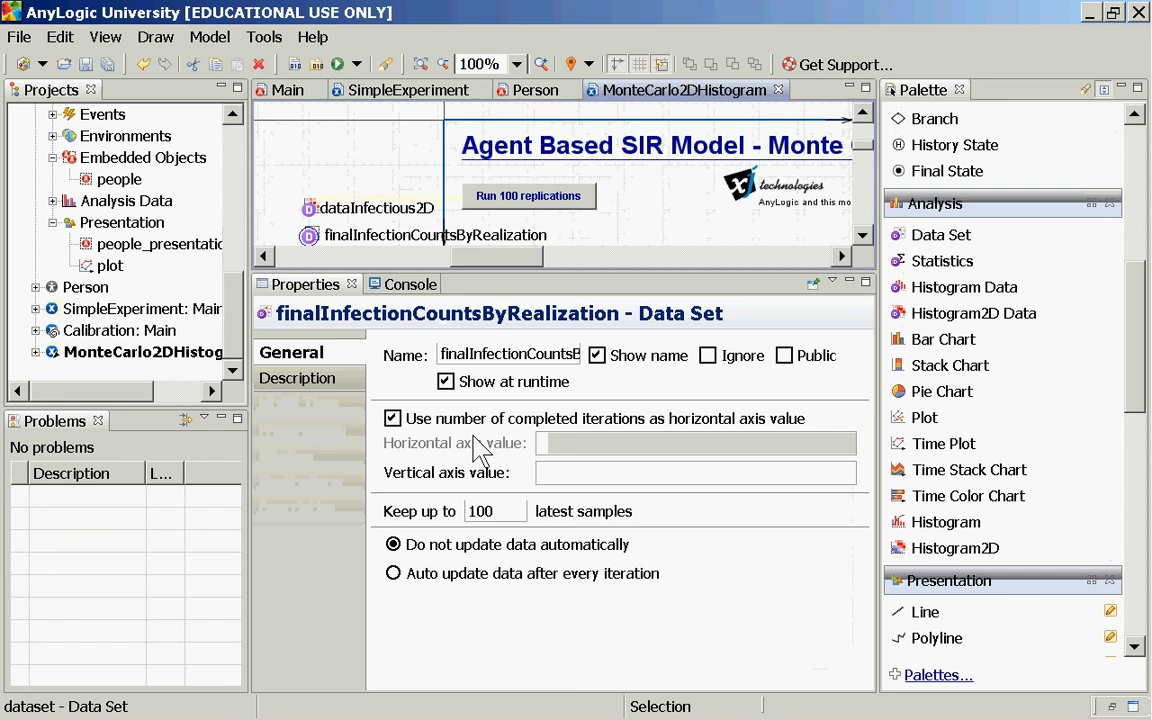 AnyLogic University [EDUCATIONAL USE ONLY]
File Edit View Draw Model Tools Help
100% Get Support...
Projects
Events
Environments
Embedded Objects
people
Analysis Data
Presentation
people_presentatic
plot
Person
SimpleExperiment: Mair
Calibration: Main
MonteCarlo2DHistog
Main SimpleExperiment Person MonteCarlo2DHistogram
Agent Based SIR Model - Monte
Run 100 replications
technologies
AnyLogic and this mo
dataInfectious2D
finalInfectionCountsByRealization
Properties Console
finalInfectionCountsByRealization - Data Set
General
Description
Name: finalInfectionCountsB Show name Ignore Public
Show at runtime
Use number of completed iterations as horizontal axis value
Horizontal axis value:
Vertical axis value:
Keep up to 100 latest samples
Do not update data automatically
Auto update data after every iteration
Problems
No problems
Description L...
Palette
Branch
History State
Final State
Analysis
Data Set
Statistics
Histogram Data
Histogram2D Data
Bar Chart
Stack Chart
Pie Chart
Plot
Time Plot
Time Stack Chart
Time Color Chart
Histogram
Histogram2D
Presentation
Line
Polyline
Palettes...
dataset - Data Set
Selection